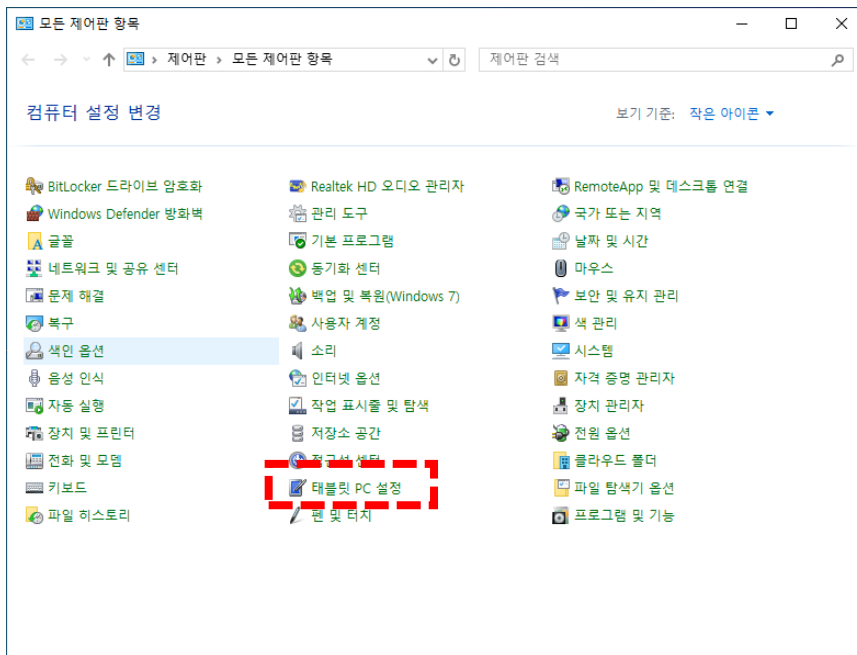 모든 제어판 항목
제어판 › 모든 제어판 항목
제어판 검색
컴퓨터 설정 변경
보기 기준: 작은 아이콘
BitLocker 드라이브 암호화
Windows Defender 방화벽
글꼴
네트워크 및 공유 센터
문제 해결
복구
색인 옵션
음성 인식
자동 실행
장치 및 프린터
전화 및 모뎀
키보드
파일 히스토리
Realtek HD 오디오 관리자
관리 도구
기본 프로그램
동기화 센터
백업 및 복원(Windows 7)
사용자 계정
소리
인터넷 옵션
작업 표시줄 및 탐색
저장소 공간
접근성 센터
태블릿 PC 설정
펜 및 터치
RemoteApp 및 데스크톱 연결
국가 또는 지역
날짜 및 시간
마우스
보안 및 유지 관리
색 관리
시스템
자격 증명 관리자
장치 관리자
전원 옵션
클라우드 폴더
파일 탐색기 옵션
프로그램 및 기능